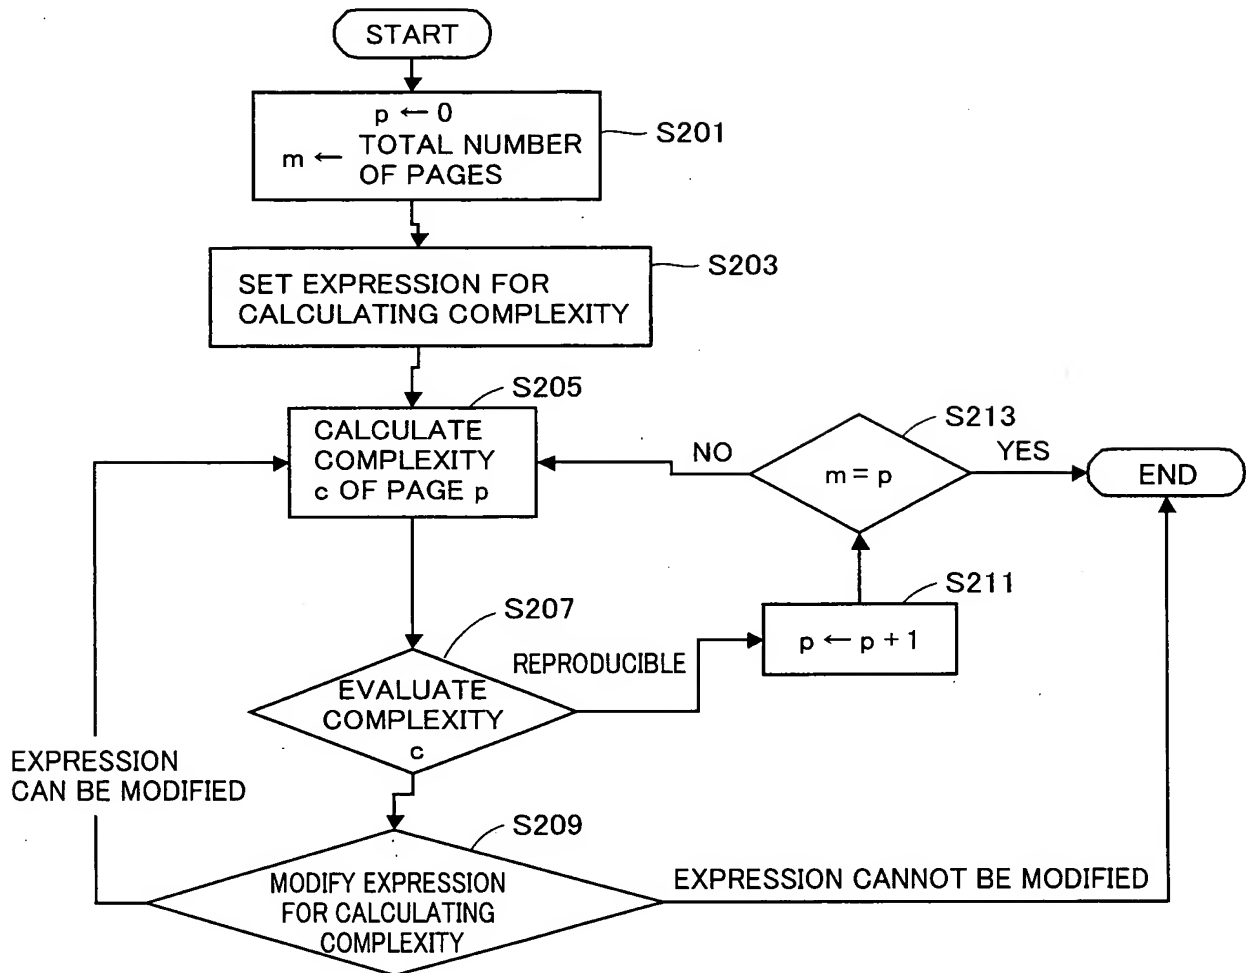 START
p ← 0
m ← TOTAL NUMBER
OF PAGES
S201
SET EXPRESSION FOR
CALCULATING COMPLEXITY
S203
CALCULATE
COMPLEXITY
c OF PAGE p
S205
NO
m = p
S213
YES
END
EVALUATE
COMPLEXITY
c
S207
REPRODUCIBLE
p ← p + 1
S211
EXPRESSION
CAN BE MODIFIED
MODIFY EXPRESSION
FOR CALCULATING
COMPLEXITY
S209
EXPRESSION CANNOT BE MODIFIED